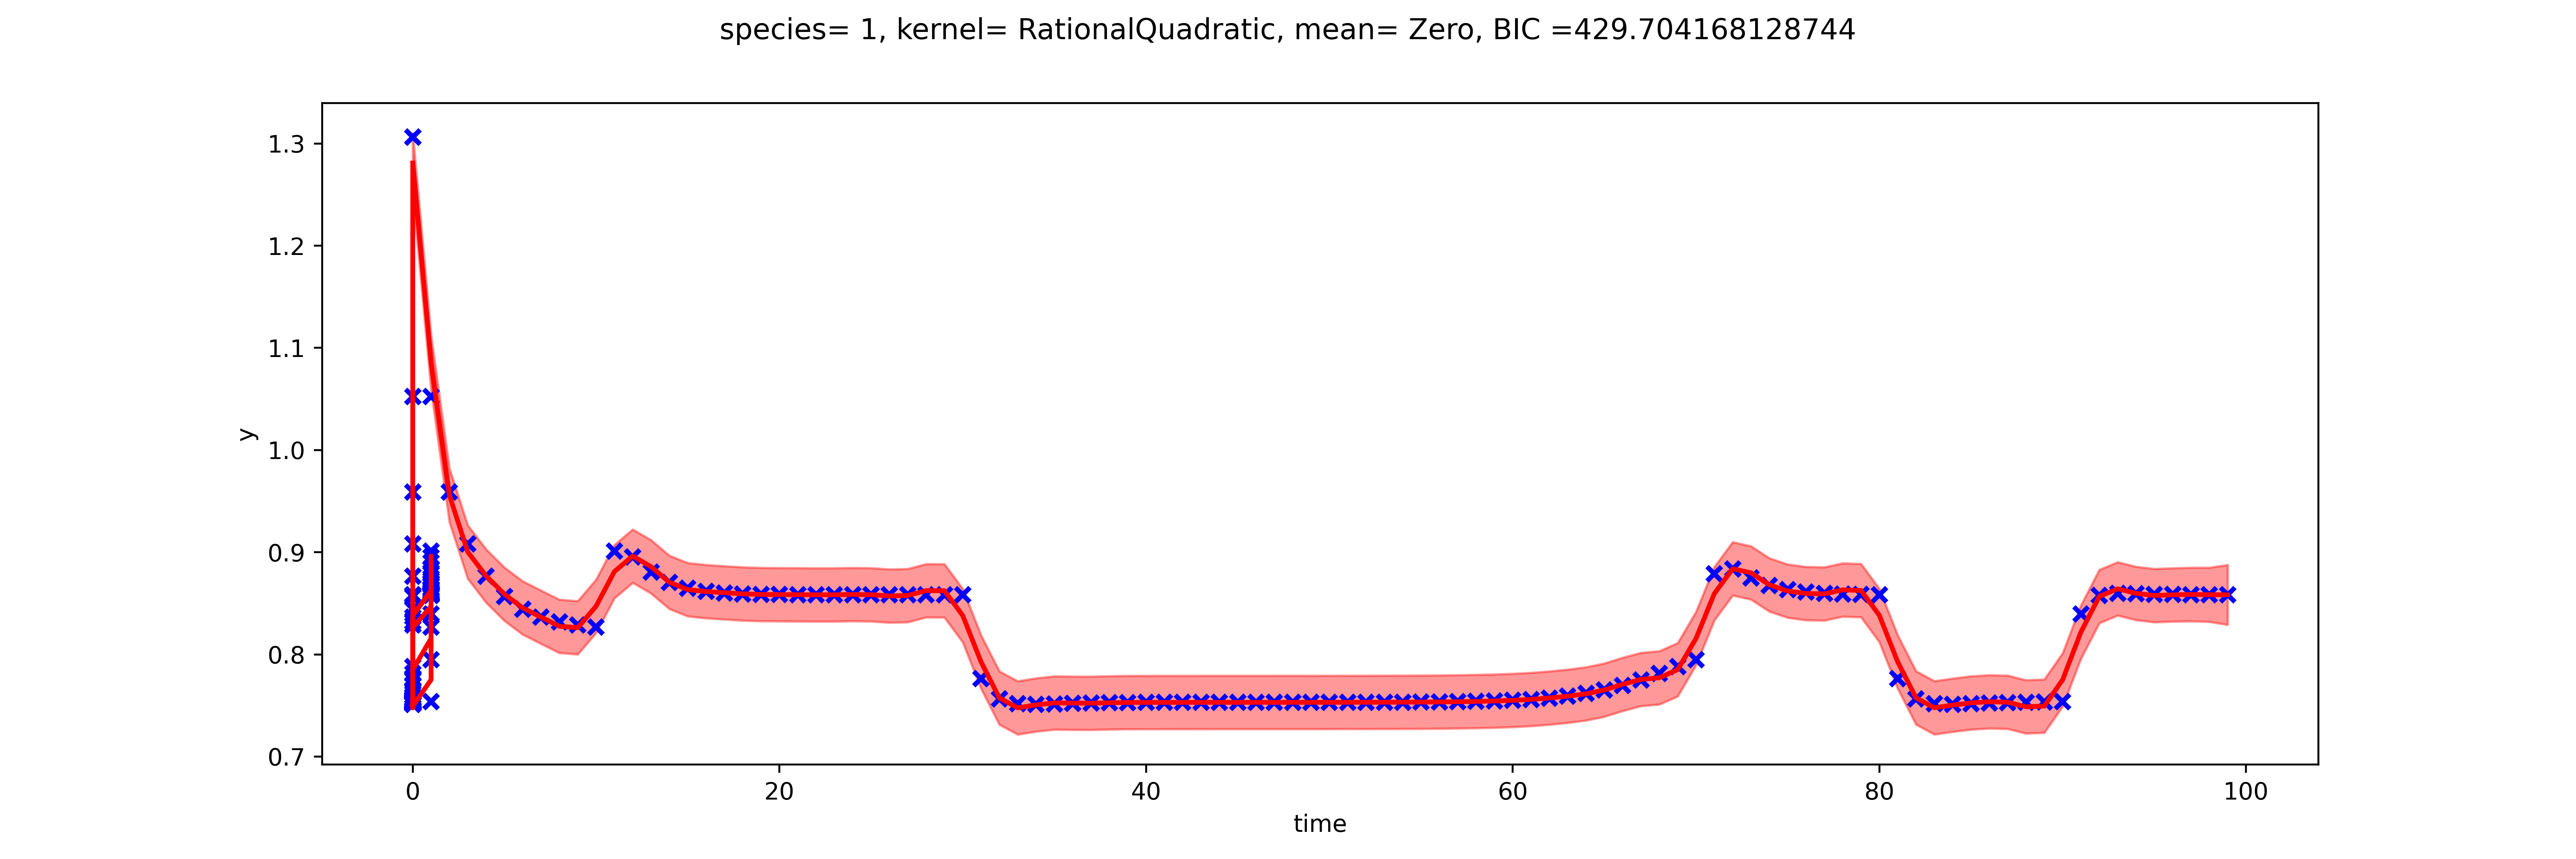 species= 1, kernel= RationalQuadratic, mean= Zero, BIC =429.704168128744
1.3
1.2
1.1
1.0
0.9
0.8
0.7
y
0 20 40 60 80 100
time